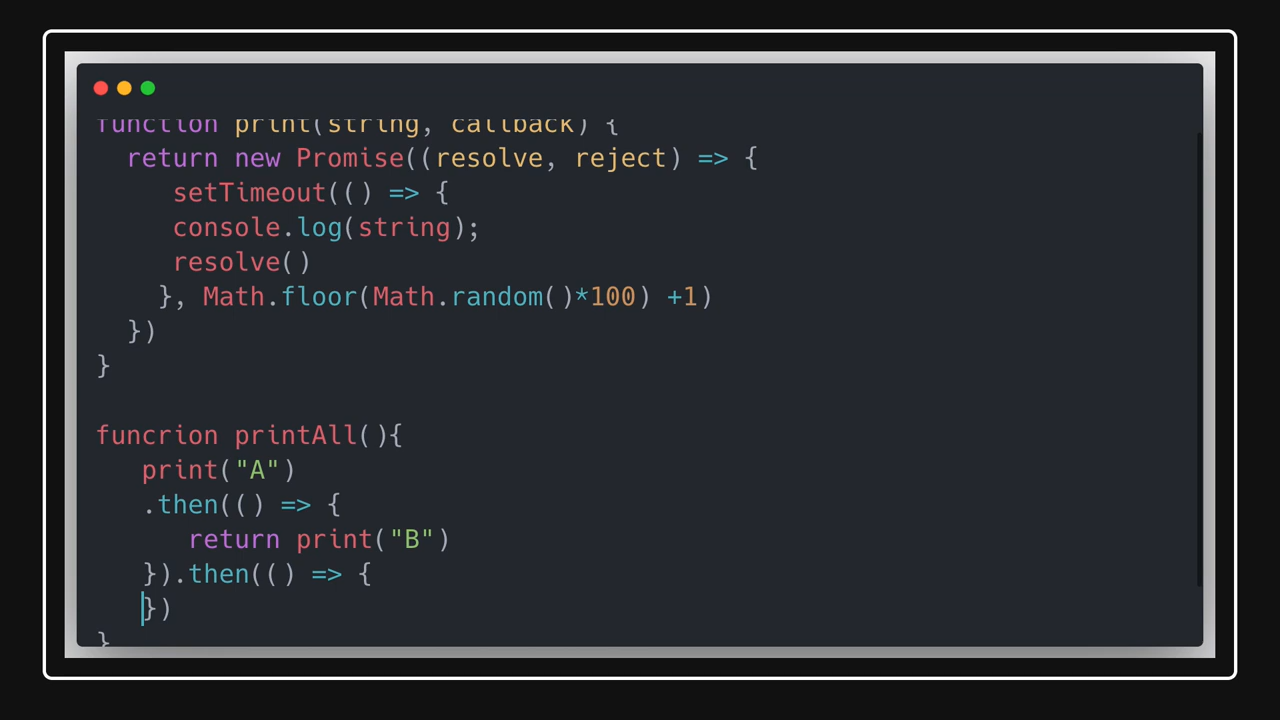 function print(string, callback) {
return new Promise((resolve, reject) => {
setTimeout(() => {
console.log(string);
resolve()
}, Math.floor(Math.random()*100) +1)
})
}
funcrion printAll(){
print("A")
.then(() => {
return print("B")
}).then(() => {
})
}